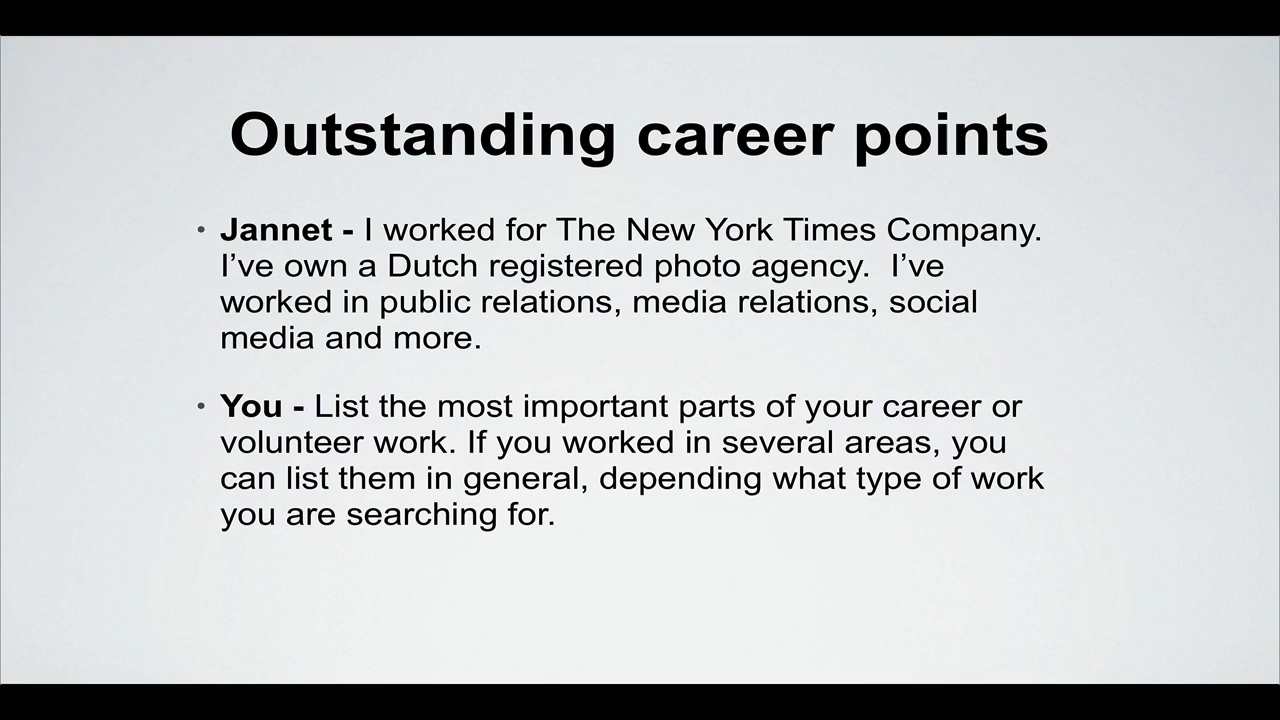 Outstanding career points
• Jannet - I worked for The New York Times Company.
I’ve own a Dutch registered photo agency.  I’ve
worked in public relations, media relations, social
media and more.
• You - List the most important parts of your career or
volunteer work. If you worked in several areas, you
can list them in general, depending what type of work
you are searching for.